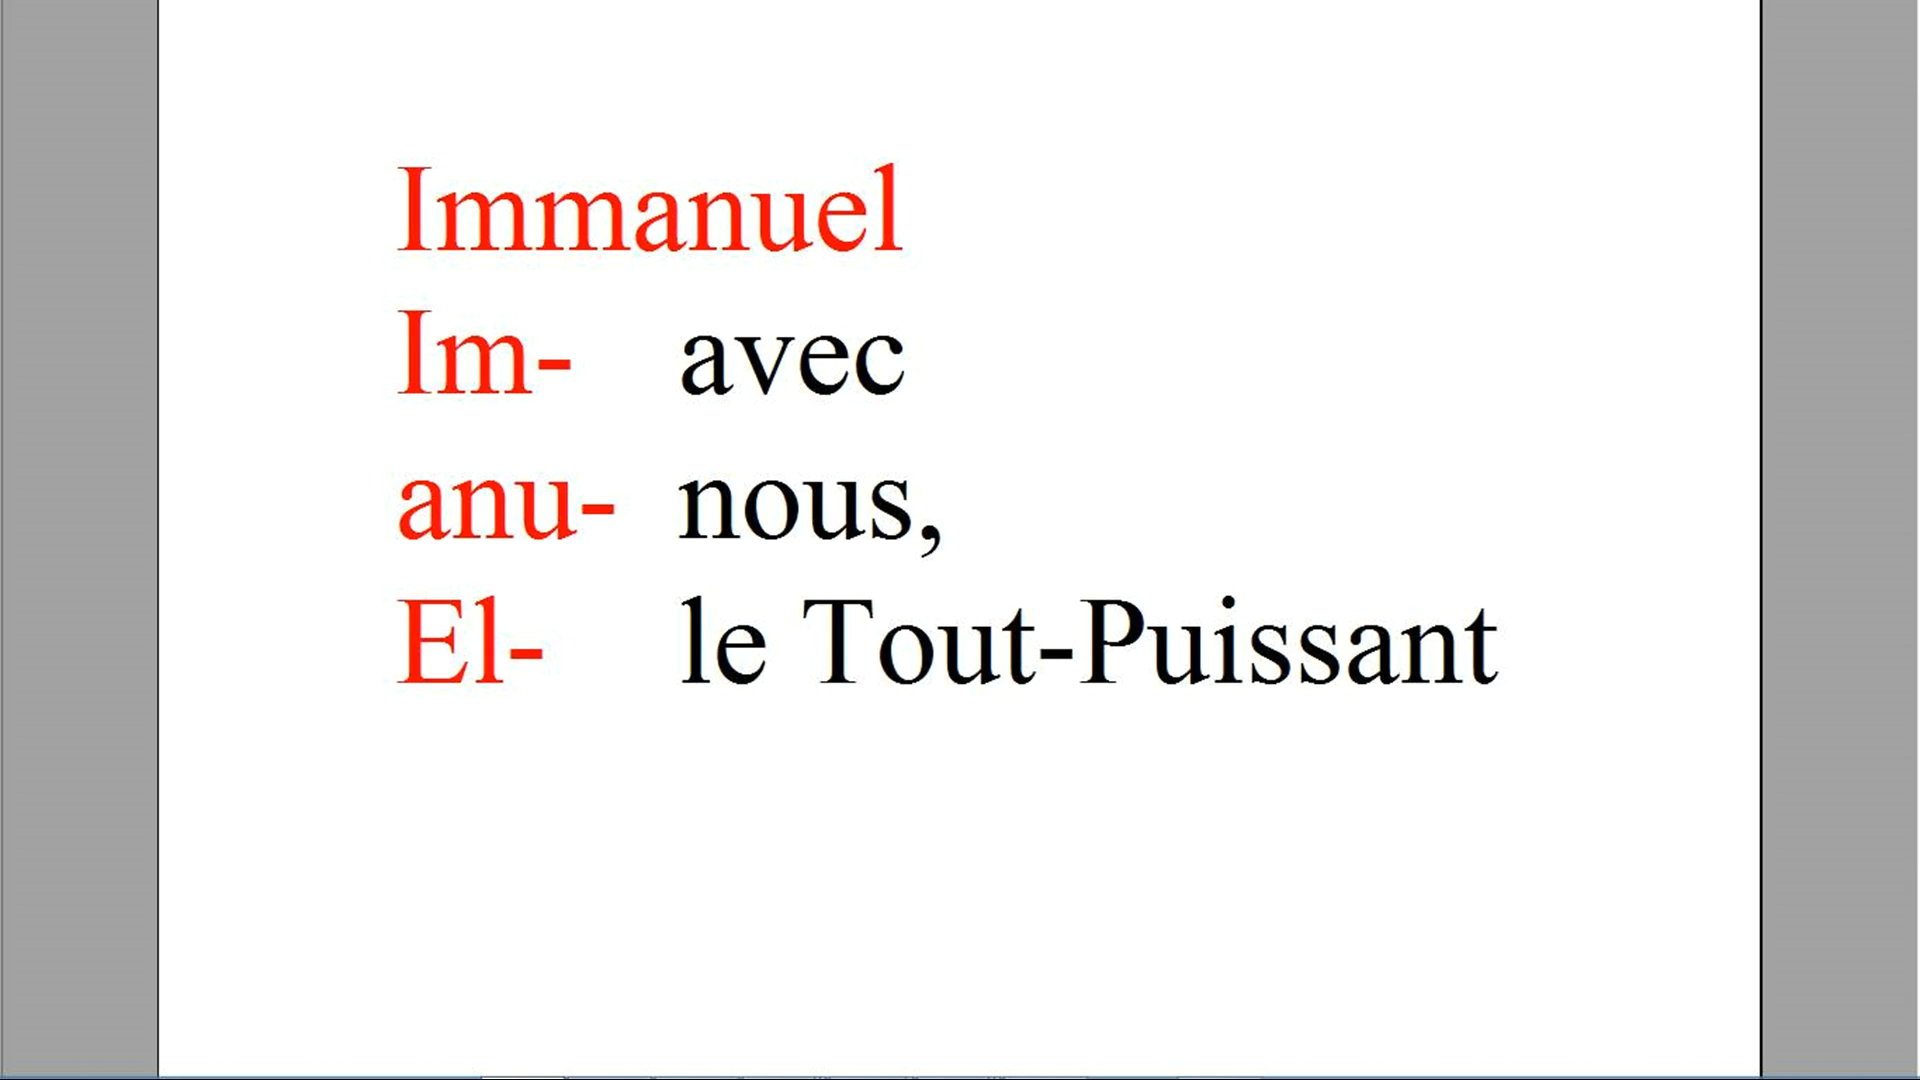 Immanuel
Im- avec
anu- nous,
El- le Tout-Puissant